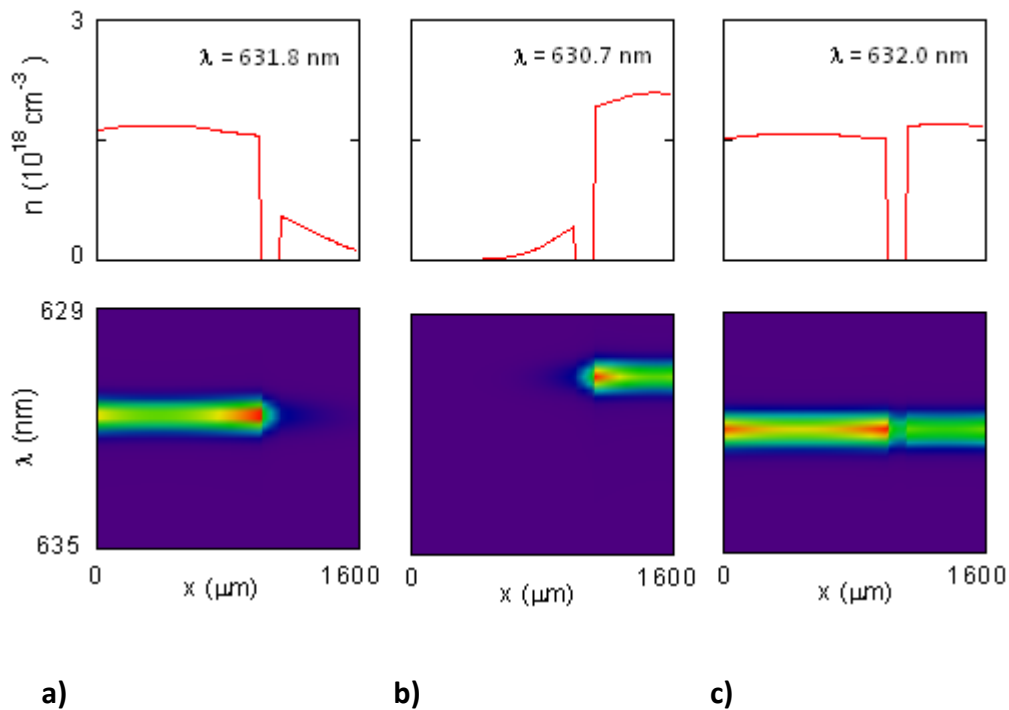 3
n (10¹⁸ cm⁻³)
0
λ = 631.8 nm
λ = 630.7 nm
λ = 632.0 nm
629
λ (nm)
635
0 x (μm) 1600
0 x (μm) 1600
0 x (μm) 1600
a) b) c)